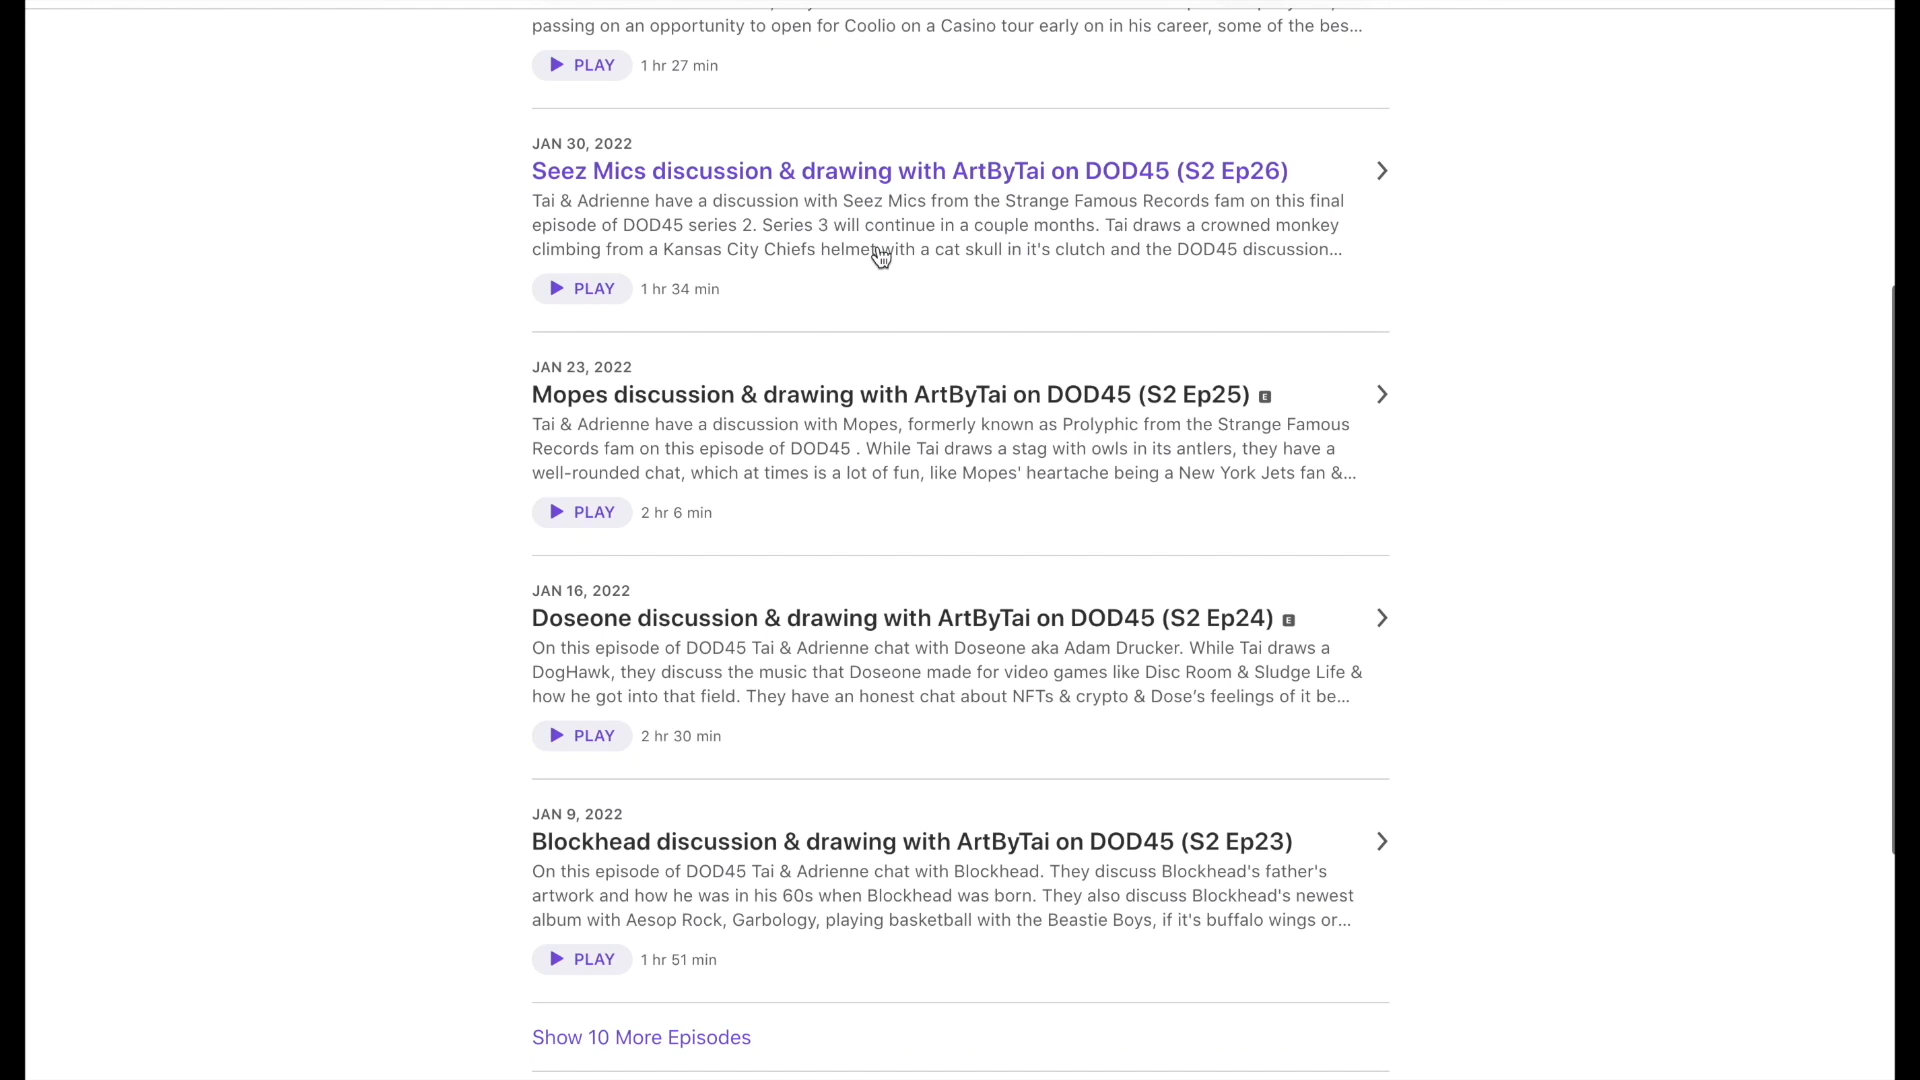 passing on an opportunity to open for Coolio on a Casino tour early on in his career, some of the bes...
PLAY 1 hr 27 min
JAN 30, 2022
Seez Mics discussion & drawing with ArtByTai on DOD45 (S2 Ep26)
Tai & Adrienne have a discussion with Seez Mics from the Strange Famous Records fam on this final
episode of DOD45 series 2. Series 3 will continue in a couple months. Tai draws a crowned monkey
climbing from a Kansas City Chiefs helmet with a cat skull in it's clutch and the DOD45 discussion...
PLAY 1 hr 34 min
JAN 23, 2022
Mopes discussion & drawing with ArtByTai on DOD45 (S2 Ep25) E
Tai & Adrienne have a discussion with Mopes, formerly known as Prolyphic from the Strange Famous
Records fam on this episode of DOD45 . While Tai draws a stag with owls in its antlers, they have a
well-rounded chat, which at times is a lot of fun, like Mopes' heartache being a New York Jets fan &...
PLAY 2 hr 6 min
JAN 16, 2022
Doseone discussion & drawing with ArtByTai on DOD45 (S2 Ep24) E
On this episode of DOD45 Tai & Adrienne chat with Doseone aka Adam Drucker. While Tai draws a
DogHawk, they discuss the music that Doseone made for video games like Disc Room & Sludge Life &
how he got into that field. They have an honest chat about NFTs & crypto & Dose’s feelings of it be...
PLAY 2 hr 30 min
JAN 9, 2022
Blockhead discussion & drawing with ArtByTai on DOD45 (S2 Ep23)
On this episode of DOD45 Tai & Adrienne chat with Blockhead. They discuss Blockhead's father's
artwork and how he was in his 60s when Blockhead was born. They also discuss Blockhead's newest
album with Aesop Rock, Garbology, playing basketball with the Beastie Boys, if it's buffalo wings or...
PLAY 1 hr 51 min
Show 10 More Episodes